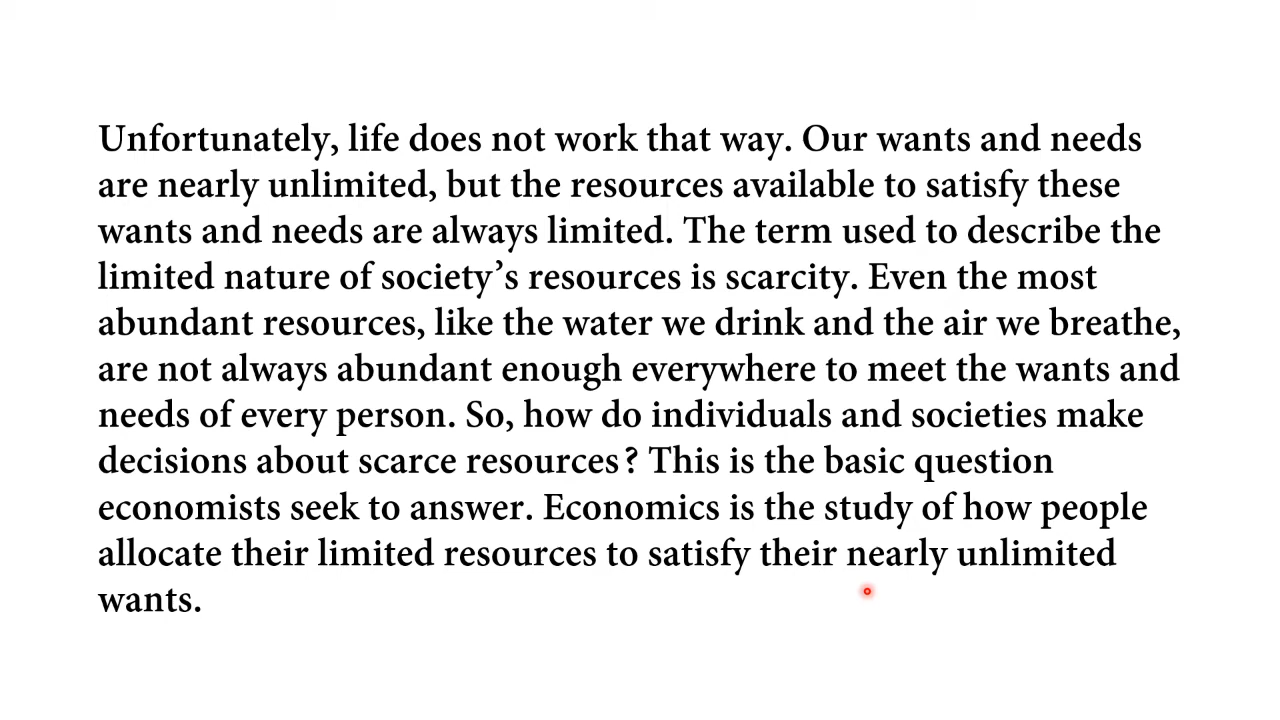 Unfortunately, life does not work that way. Our wants and needs
are nearly unlimited, but the resources available to satisfy these
wants and needs are always limited. The term used to describe the
limited nature of society’s resources is scarcity. Even the most
abundant resources, like the water we drink and the air we breathe,
are not always abundant enough everywhere to meet the wants and
needs of every person. So, how do individuals and societies make
decisions about scarce resources? This is the basic question
economists seek to answer. Economics is the study of how people
allocate their limited resources to satisfy their nearly unlimited
wants.